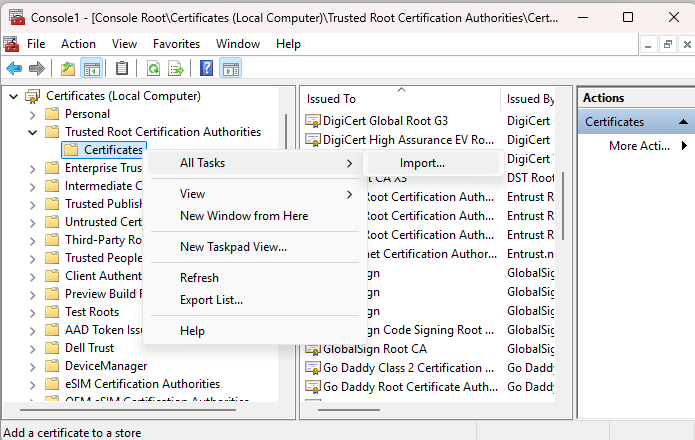 Console1 - [Console Root\Certificates (Local Computer)\Trusted Root Certification Authorities\Cert...
File Action View Favorites Window Help
Certificates (Local Computer)
Personal
Trusted Root Certification Authorities
Certificates
Enterprise Trus
Intermediate C
Trusted Publish
Untrusted Cert
Third-Party Ro
Trusted People
Client Authent
Preview Build R
Test Roots
AAD Token Issu
Dell Trust
DeviceManager
eSIM Certification Authorities
OEM eSIM Certification Authorities
All Tasks
View
New Window from Here
New Taskpad View...
Refresh
Export List...
Help
Import...
Issued To Issued By
DigiCert Global Root G3 DigiCert G
DigiCert High Assurance EV Ro... DigiCert
DigiCert T
t CA X3 DST Root
Root Certification Auth... Entrust R
Root Certification Auth... Entrust R
Root Certification Auth... Entrust R
net Certification Author... Entrust.n
ign GlobalSig
ign GlobalSig
ign GlobalSig
ign Code Signing Root ... GlobalSig
GlobalSign Root CA GlobalSig
Go Daddy Class 2 Certification ... Go Daddy
Go Daddy Root Certificate Auth... Go Daddy
Actions
Certificates
More Acti...
Add a certificate to a store